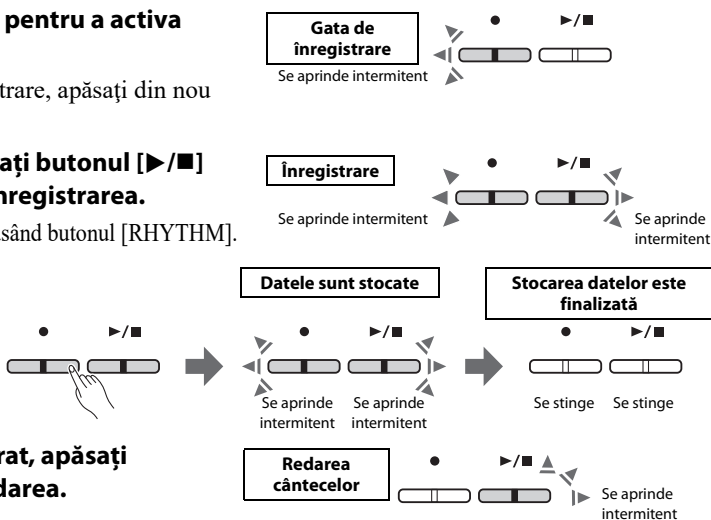 pentru a activa
Gata de
înregistrare
● ►/■
Se aprinde intermitent
trare, apăsaţi din nou
ați butonul [►/■]
nregistrarea.
Înregistrare
● ►/■
Se aprinde intermitent
Se aprinde
intermitent
sând butonul [RHYTHM].
Datele sunt stocate
Stocarea datelor este
finalizată
● ►/■ ● ►/■ ● ►/■
Se aprinde Se aprinde Se stinge Se stinge
intermitent intermitent
rat, apăsați
darea.
Redarea
cântecelor
● ►/■
Se aprinde
intermitent